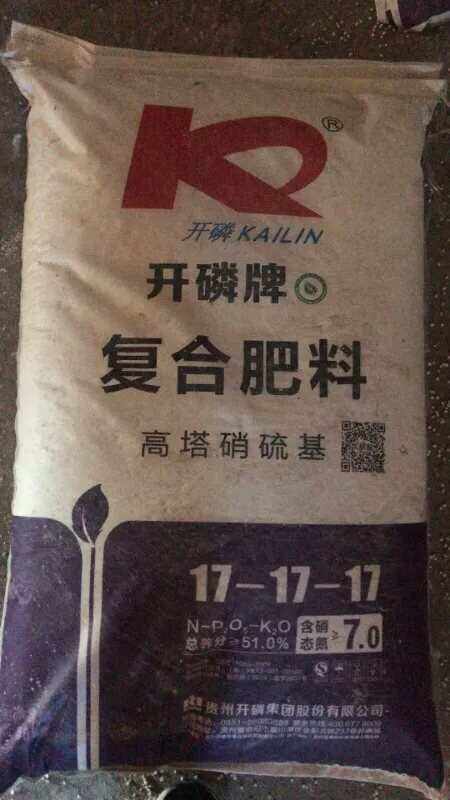 ®
开磷 KAILIN
开磷牌
复合肥料
高塔硝硫基
17-17-17
N-P₂O₅-K₂O
总养分≥51.0%
含硝态氮≥7.0
贵州开磷集团股份有限公司